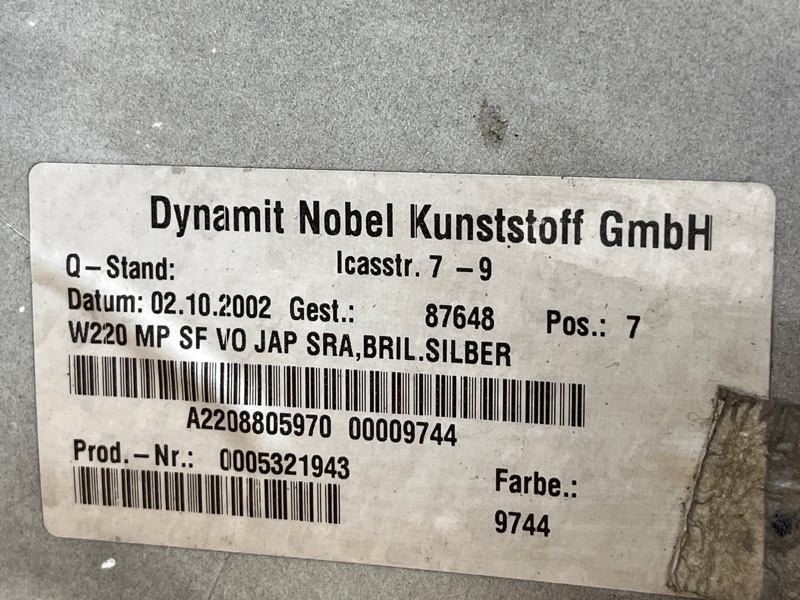 Dynamit Nobel Kunststoff GmbH
Q-Stand: Icasstr. 7 -9
Datum: 02.10.2002 Gest.: 87648 Pos.: 7
W220 MP SF VO JAP SRA,BRIL.SILBER
A2208805970 00009744
Prod.-Nr.: 0005321943
Farbe.:
9744